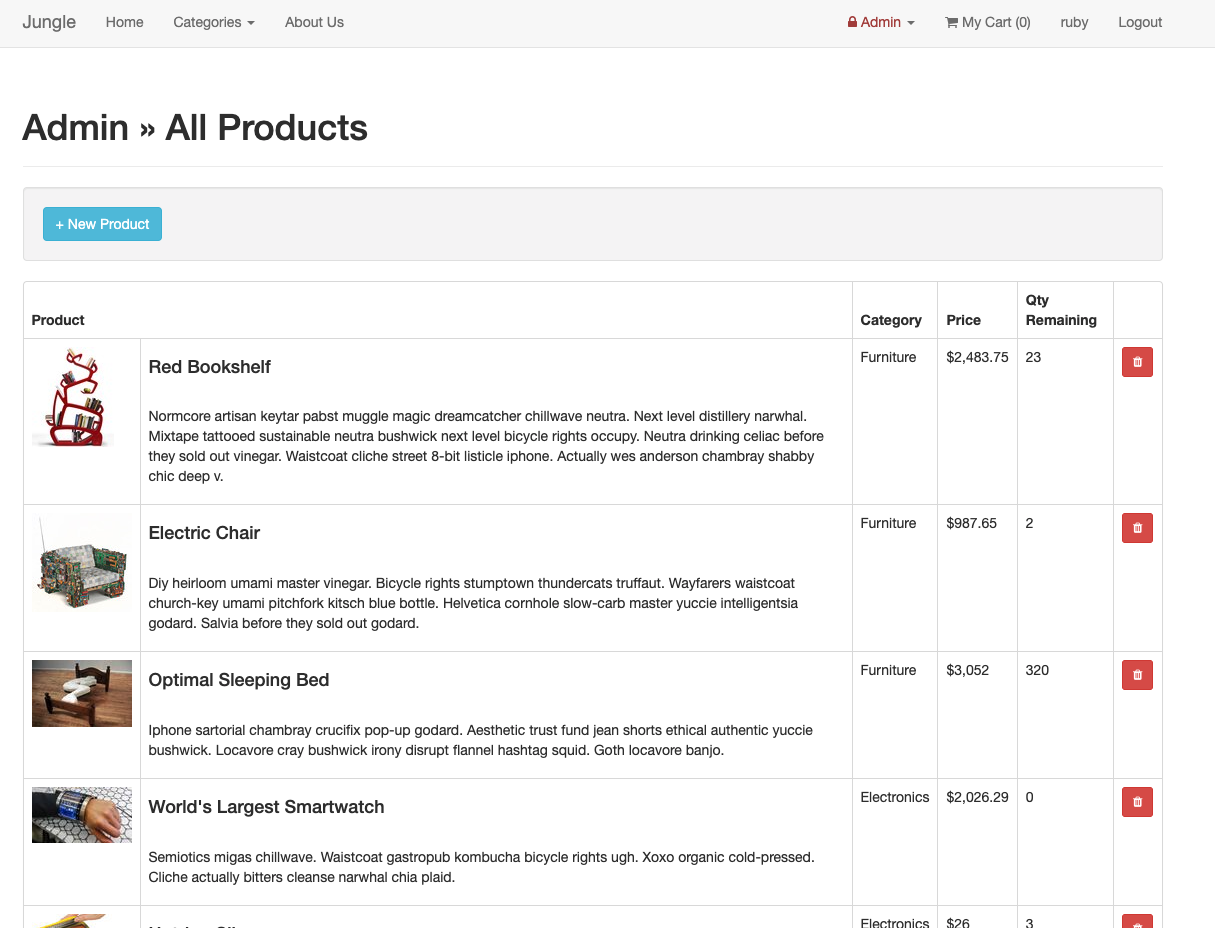 Jungle Home Categories About Us Admin My Cart (0) ruby Logout
Admin » All Products
+ New Product
Product Category Price Qty Remaining
Red Bookshelf Furniture $2,483.75 23
Normcore artisan keytar pabst muggle magic dreamcatcher chillwave neutra. Next level distillery narwhal.
Mixtape tattooed sustainable neutra bushwick next level bicycle rights occupy. Neutra drinking celiac before
they sold out vinegar. Waistcoat cliche street 8-bit listicle iphone. Actually wes anderson chambray shabby
chic deep v.
Electric Chair Furniture $987.65 2
Diy heirloom umami master vinegar. Bicycle rights stumptown thundercats truffaut. Wayfarers waistcoat
church-key umami pitchfork kitsch blue bottle. Helvetica cornhole slow-carb master yuccie intelligentsia
godard. Salvia before they sold out godard.
Optimal Sleeping Bed Furniture $3,052 320
Iphone sartorial chambray crucifix pop-up godard. Aesthetic trust fund jean shorts ethical authentic yuccie
bushwick. Locavore cray bushwick irony disrupt flannel hashtag squid. Goth locavore banjo.
World's Largest Smartwatch Electronics $2,026.29 0
Semiotics migas chillwave. Waistcoat gastropub kombucha bicycle rights ugh. Xoxo organic cold-pressed.
Cliche actually bitters cleanse narwhal chia plaid.
Electronics $26 3